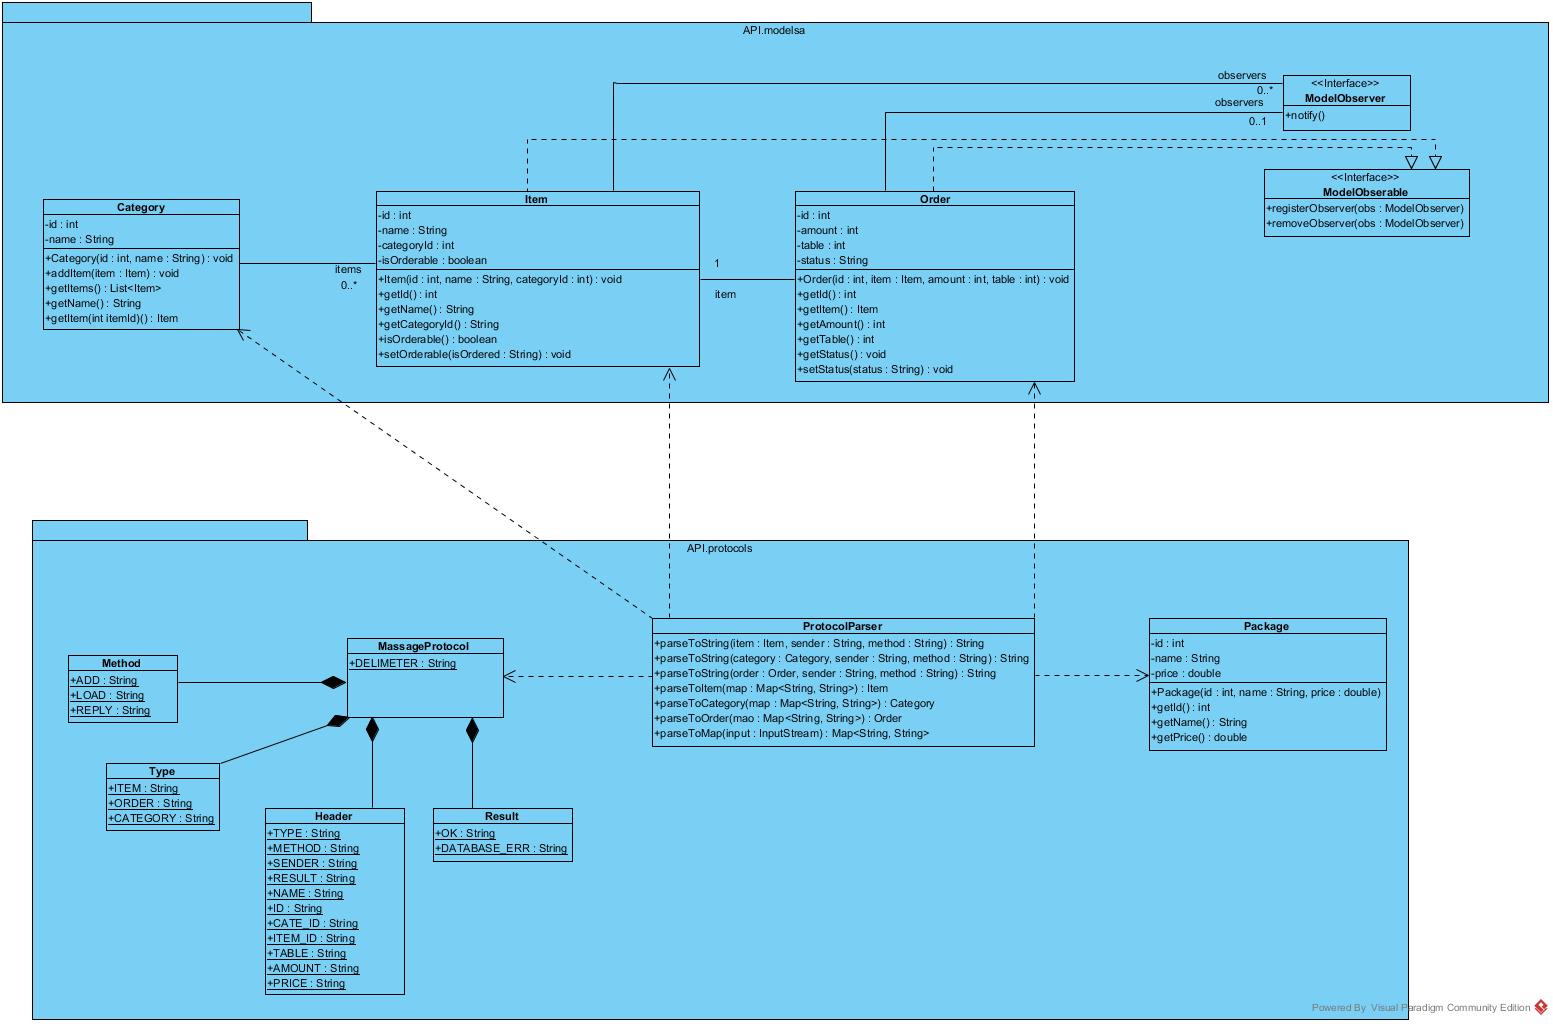 API.modelsa
observers
0..*
observers
0..1
<<Interface>>
ModelObserver
+notify()
<<Interface>>
ModelObserable
+registerObserver(obs : ModelObserver)
+removeObserver(obs : ModelObserver)
Category
-id : int
-name : String
+Category(id : int, name : String) : void
+addItem(item : Item) : void
+getItems() : List<Item>
+getName() : String
+getItem(int itemId)() : Item
items
0..*
Item
-id : int
-name : String
-categoryId : int
-isOrderable : boolean
+Item(id : int, name : String, categoryId : int) : void
+getId() : int
+getName() : String
+getCategoryId() : String
+isOrderable() : boolean
+setOrderable(isOrdered : String) : void
1
item
Order
-id : int
-amount : int
-table : int
-status : String
+Order(id : int, item : Item, amount : int, table : int) : void
+getId() : int
+getItem() : Item
+getAmount() : int
+getTable() : int
+getStatus() : void
+setStatus(status : String) : void
API.protocols
Method
+ADD : String
+LOAD : String
+REPLY : String
MassageProtocol
+DELIMETER : String
Type
+ITEM : String
+ORDER : String
+CATEGORY : String
Header
+TYPE : String
+METHOD : String
+SENDER : String
+RESULT : String
+NAME : String
+ID : String
+CATE_ID : String
+ITEM_ID : String
+TABLE : String
+AMOUNT : String
+PRICE : String
Result
+OK : String
+DATABASE_ERR : String
ProtocolParser
+parseToString(item : Item, sender : String, method : String) : String
+parseToString(category : Category, sender : String, method : String) : String
+parseToString(order : Order, sender : String, method : String) : String
+parseToItem(map : Map<String, String>) : Item
+parseToCategory(map : Map<String, String>) : Category
+parseToOrder(mao : Map<String, String>) : Order
+parseToMap(input : InputStream) : Map<String, String>
Package
-id : int
-name : String
-price : double
+Package(id : int, name : String, price : double)
+getId() : int
+getName() : String
+getPrice() : double
Powered By Visual Paradigm Community Edition